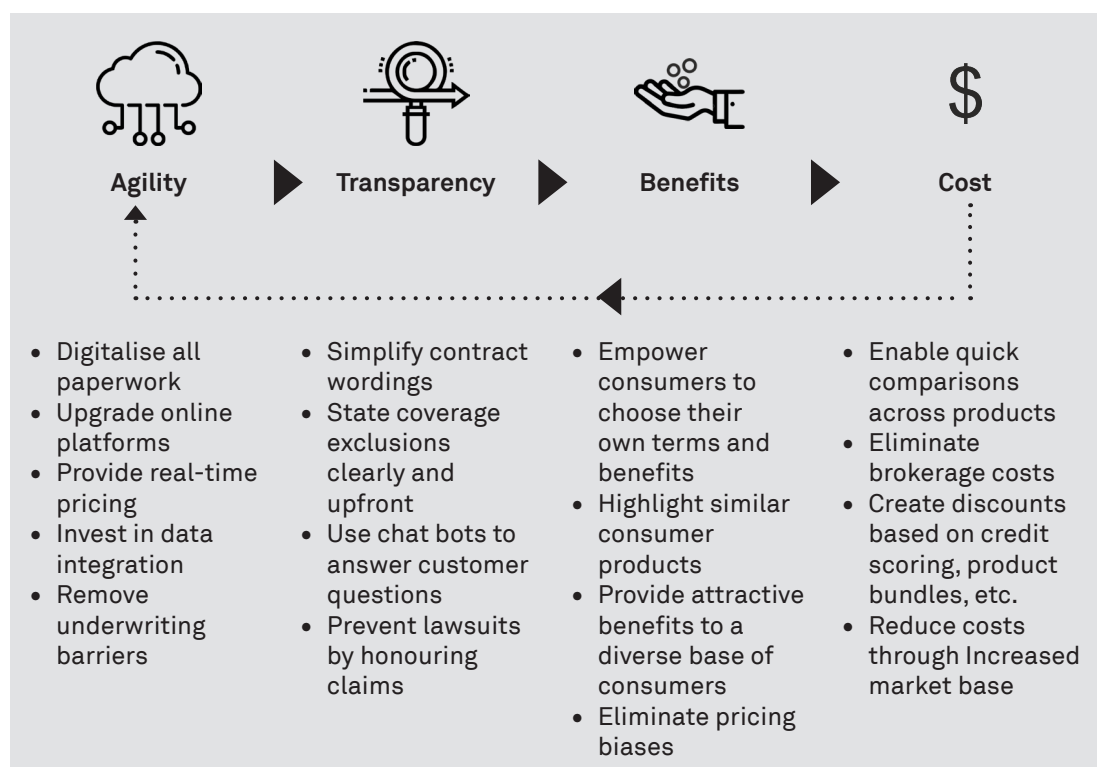 $
Agility
Transparency
Benefits
Cost
• Digitalise all
paperwork
• Upgrade online
platforms
• Provide real-time
pricing
• Invest in data
integration
• Remove
underwriting
barriers
• Simplify contract
wordings
• State coverage
exclusions
clearly and
upfront
• Use chat bots to
answer customer
questions
• Prevent lawsuits
by honouring
claims
• Empower
consumers to
choose their
own terms and
benefits
• Highlight similar
consumer
products
• Provide attractive
benefits to a
diverse base of
consumers
• Eliminate pricing
biases
• Enable quick
comparisons
across products
• Eliminate
brokerage costs
• Create discounts
based on credit
scoring, product
bundles, etc.
• Reduce costs
through Increased
market base